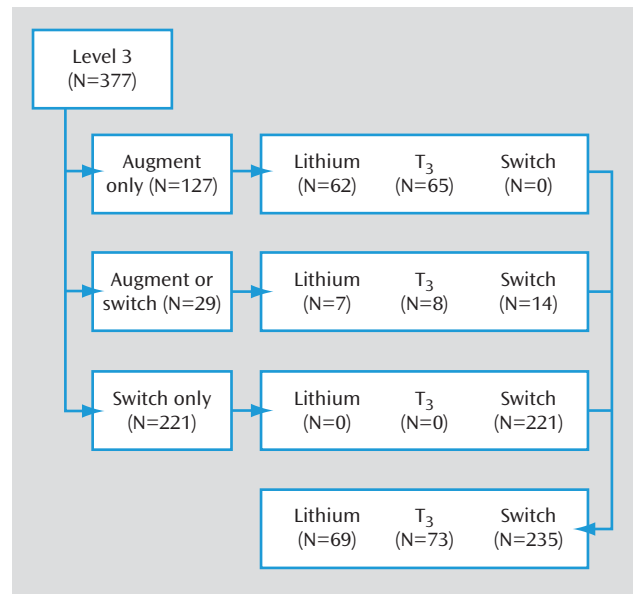 Level 3
(N=377)
Augment
only (N=127)
Lithium T₃ Switch
(N=62) (N=65) (N=0)
Augment or
switch (N=29)
Lithium T₃ Switch
(N=7) (N=8) (N=14)
Switch only
(N=221)
Lithium T₃ Switch
(N=0) (N=0) (N=221)
Lithium T₃ Switch
(N=69) (N=73) (N=235)